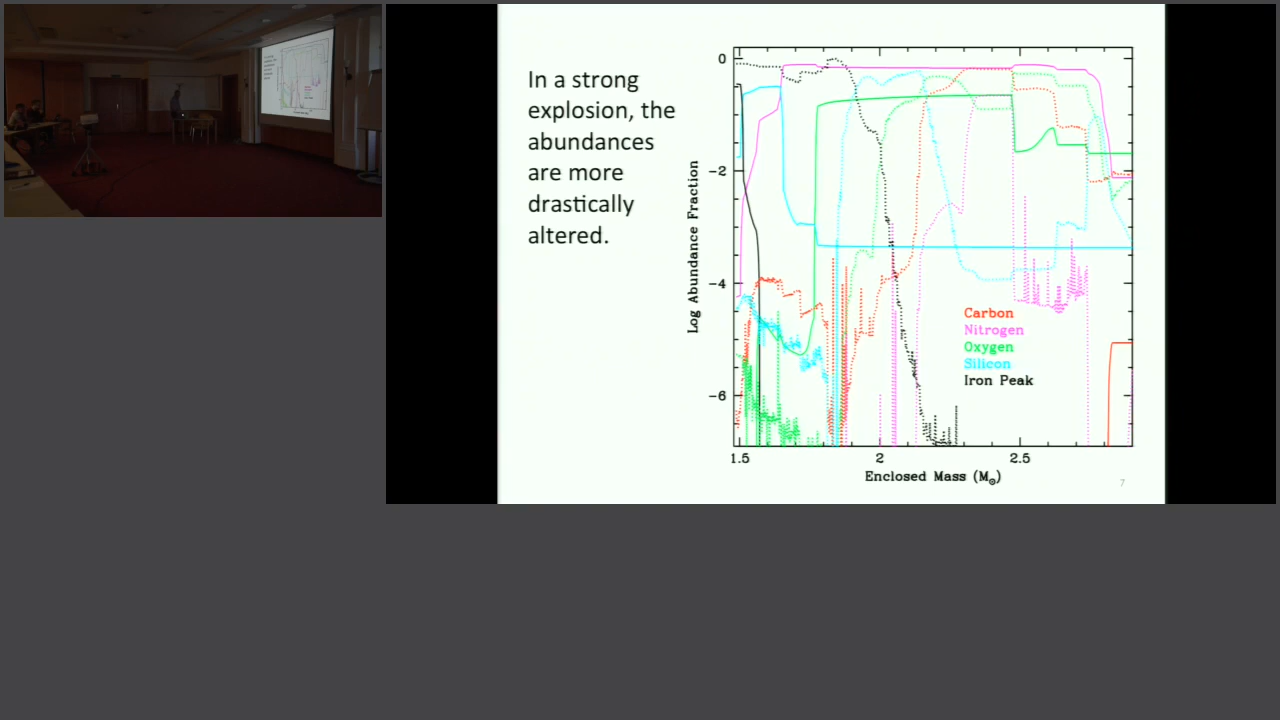 In a strong
explosion, the
abundances
are more
drastically
altered.
0
−2
−4
−6
Log Abundance Fraction
Carbon
Nitrogen
Oxygen
Silicon
Iron Peak
1.5 2 2.5
Enclosed Mass (M☉)
7